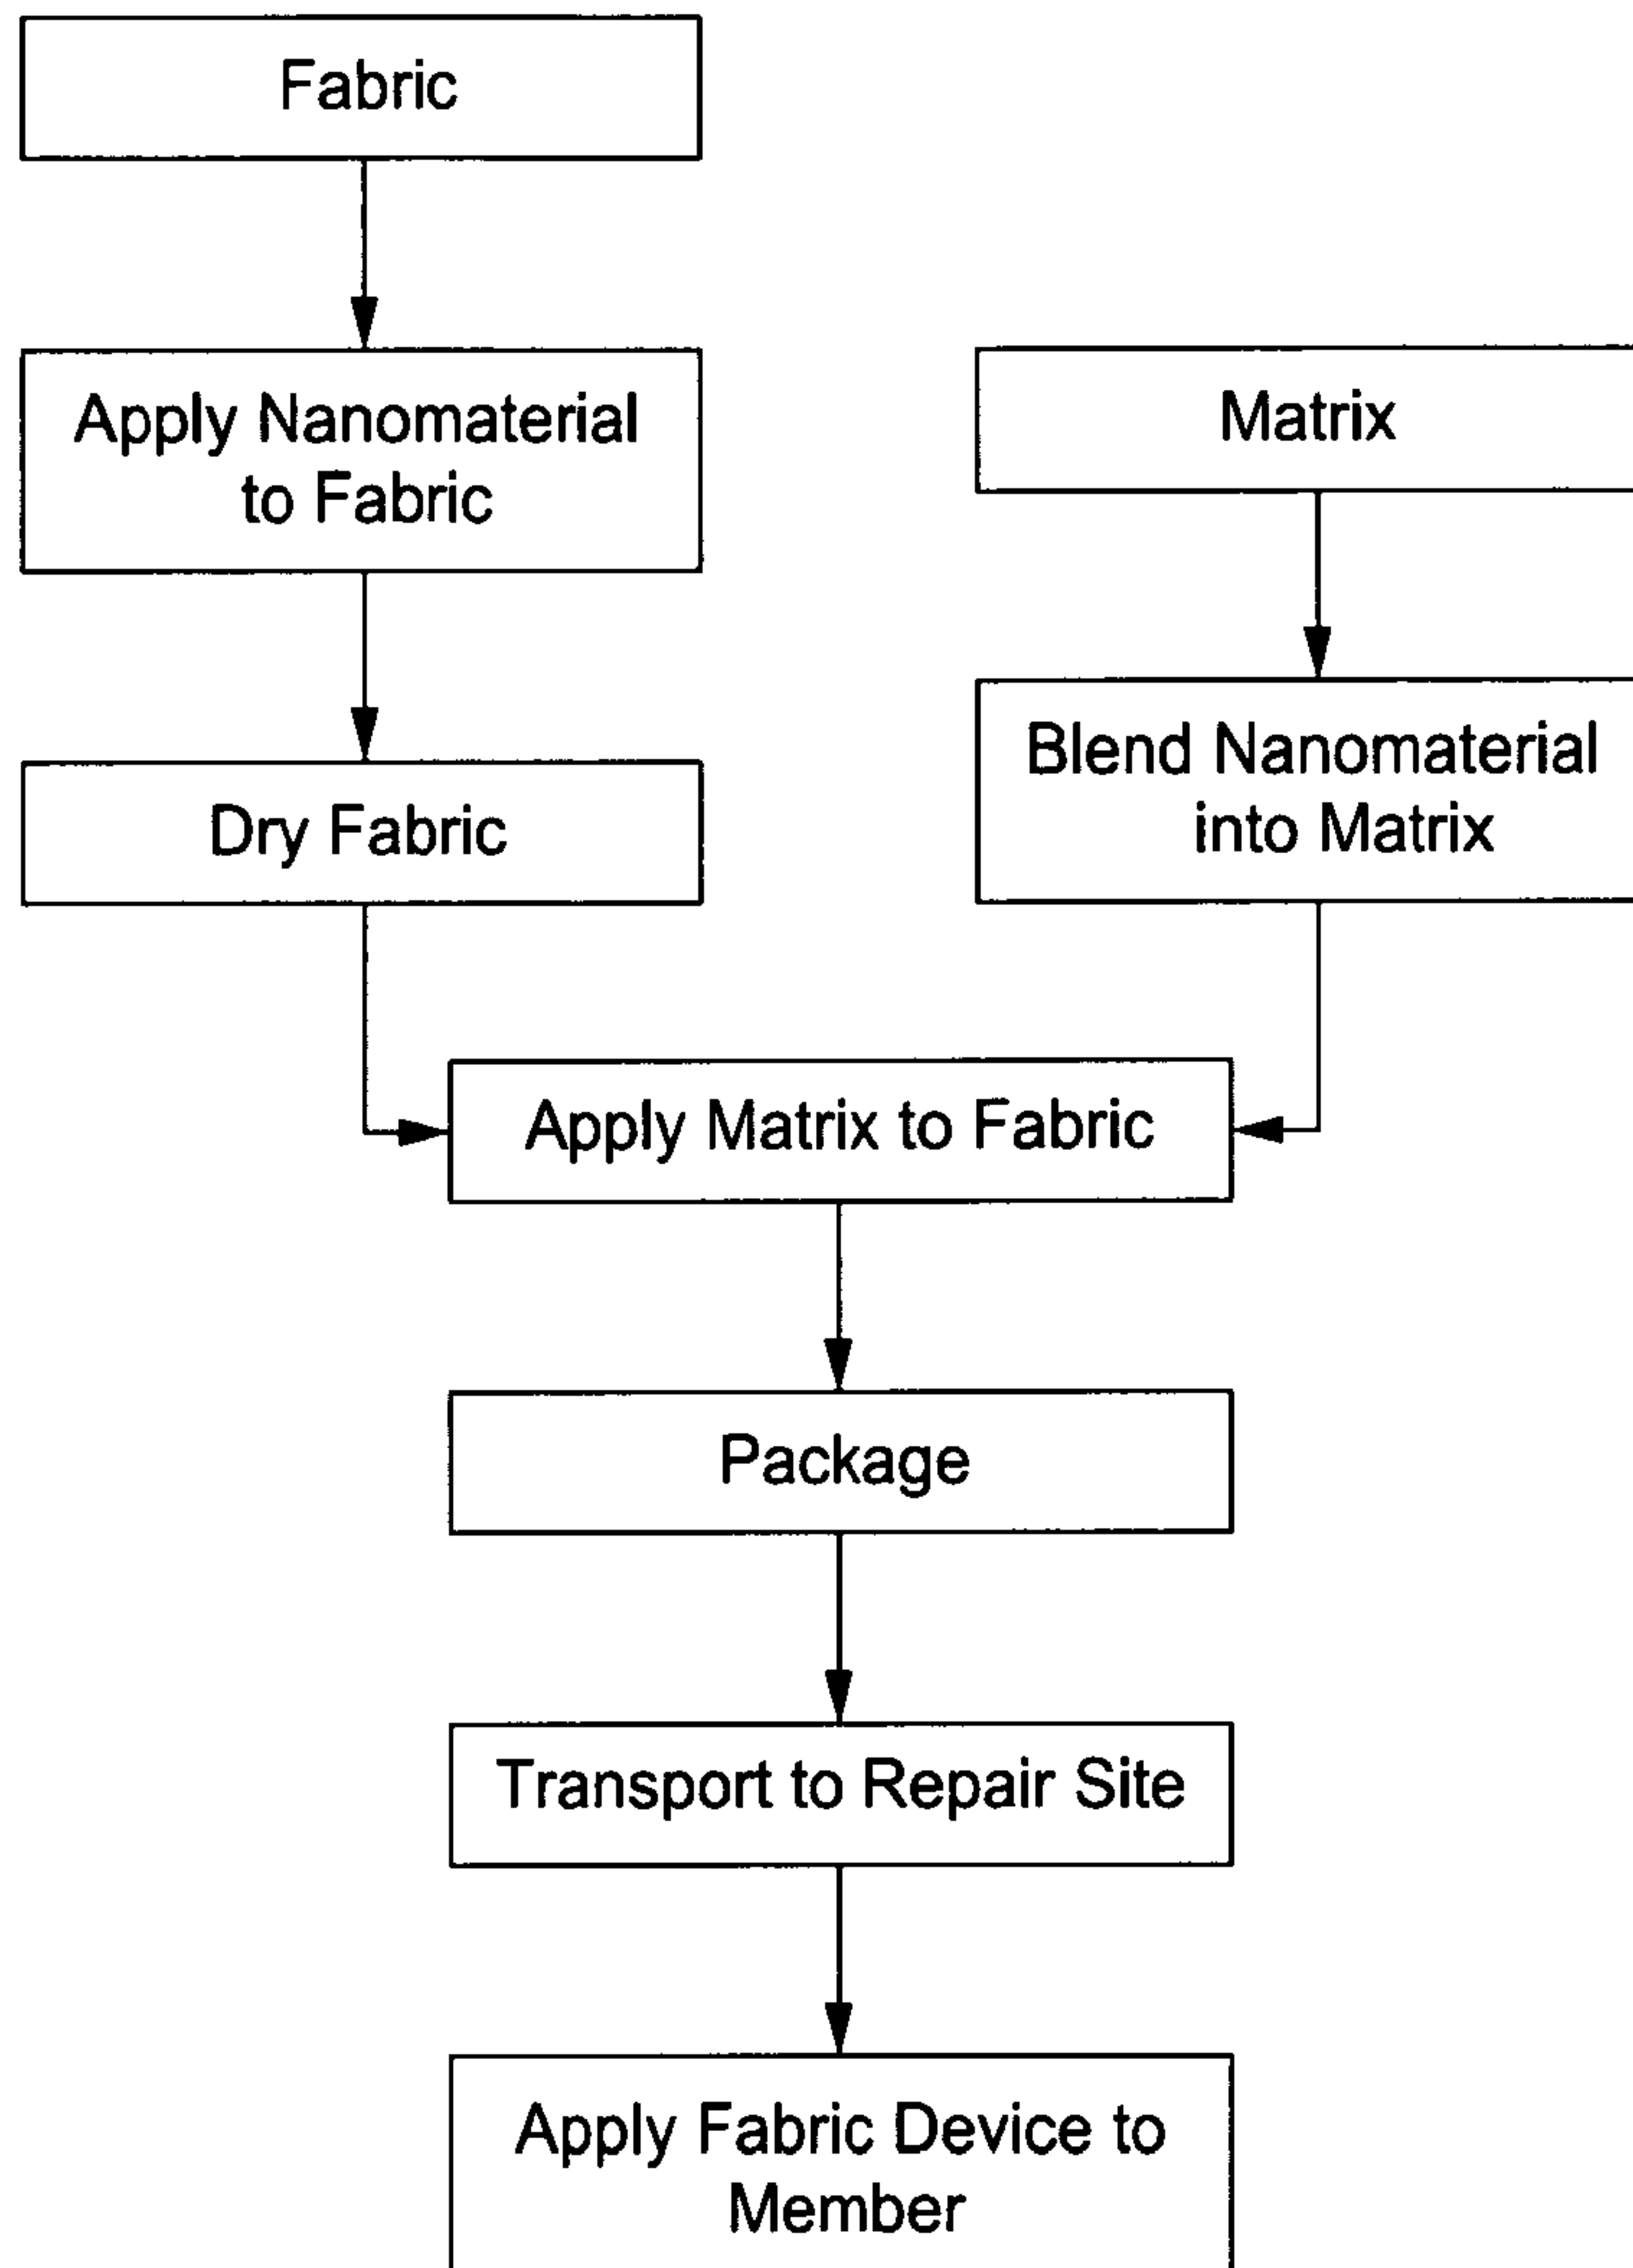 Fabric
Apply Nanomaterial
to Fabric
Matrix
Dry Fabric
Blend Nanomaterial
into Matrix
Apply Matrix to Fabric
Package
Transport to Repair Site
Apply Fabric Device to
Member